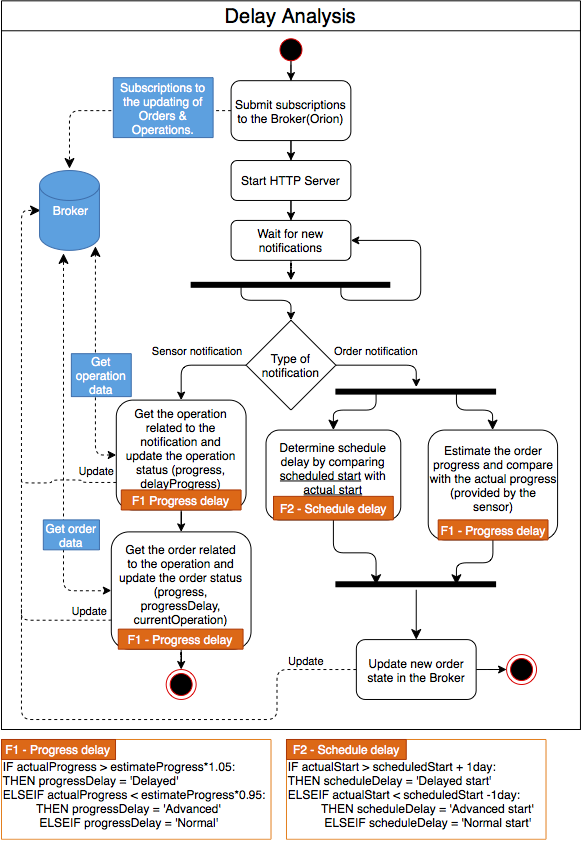 Delay Analysis
Subscriptions to
the updating of
Orders &
Operations.
Submit subscriptions
to the Broker(Orion)
Start HTTP Server
Broker
Wait for new
notifications
Sensor notification
Type of
notification
Order notification
Get
operation
data
Get the operation
related to the
notification and
update the operation
status (progress,
delayProgress)
F1 Progress delay
Update
Determine schedule
delay by comparing
scheduled start with
actual start
F2 - Schedule delay
Estimate the order
progress and compare
with the actual progress
(provided by the
sensor)
F1 - Progress delay
Get order
data
Get the order related
to the operation and
update the order status
(progress,
progressDelay,
currentOperation)
F1 - Progress delay
Update
Update
Update new order
state in the Broker
F1 - Progress delay
IF actualProgress > estimateProgress*1.05:
THEN progressDelay = 'Delayed'
ELSEIF actualProgress < estimateProgress*0.95:
THEN progressDelay = 'Advanced'
ELSEIF progressDelay = 'Normal'
F2 - Schedule delay
IF actualStart > scheduledStart + 1day:
THEN scheduleDelay = 'Delayed start'
ELSEIF actualStart < scheduledStart -1day:
THEN scheduleDelay = 'Advanced start'
ELSEIF scheduleDelay = 'Normal start'